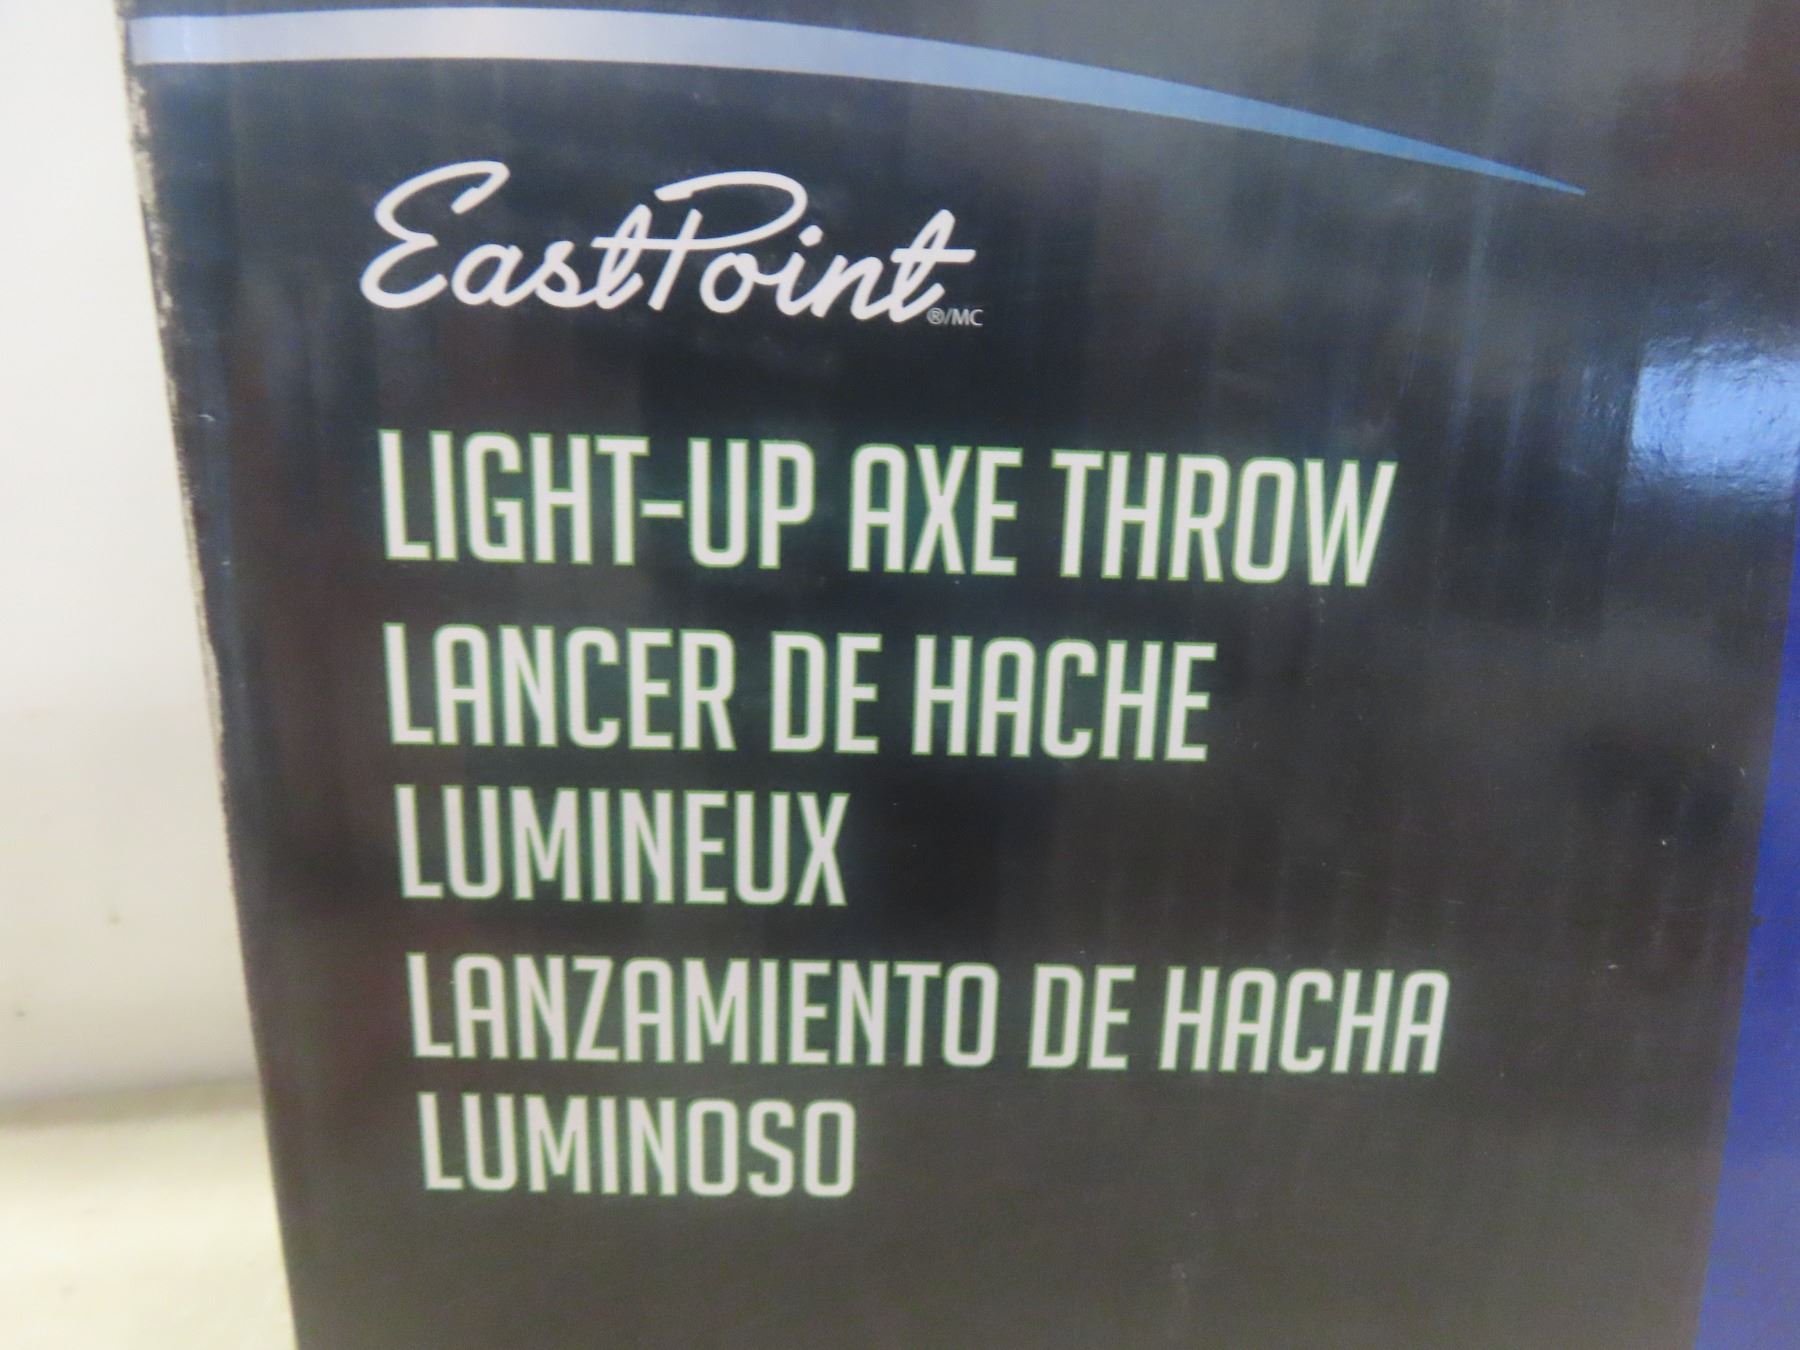 EastPoint®/MC
LIGHT-UP AXE THROW
LANCER DE HACHE
LUMINEUX
LANZAMIENTO DE HACHA
LUMINOSO